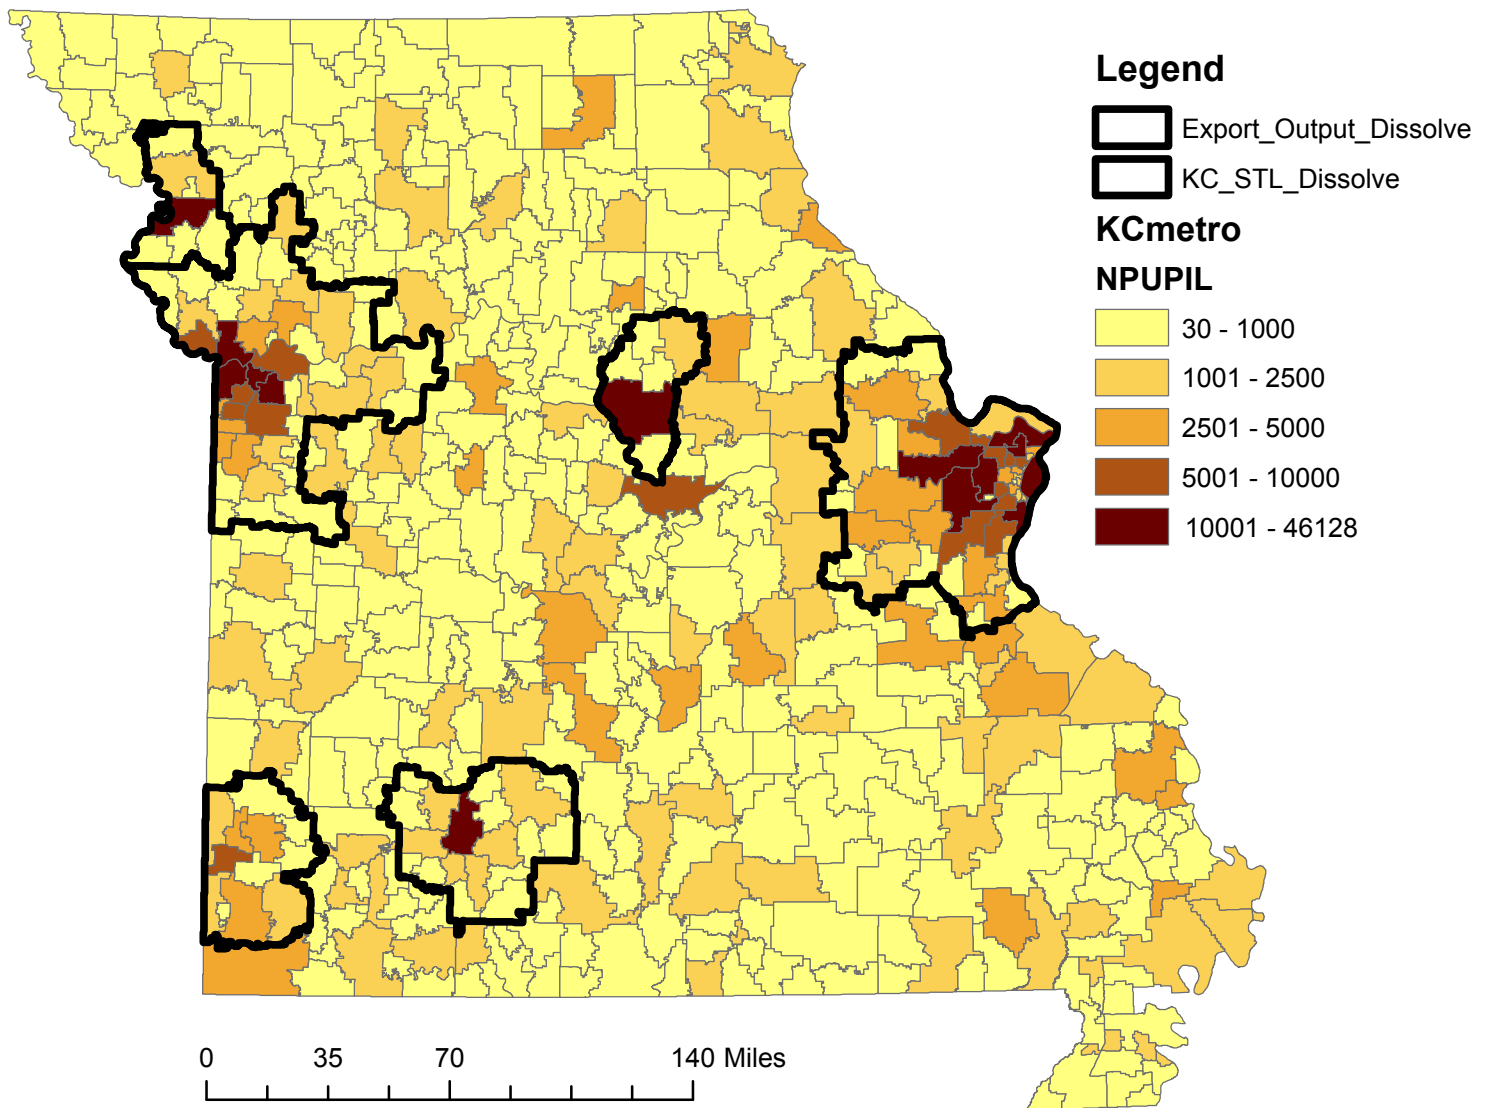 Legend
Export_Output_Dissolve
KC_STL_Dissolve
KCmetro
NPUPIL
30 - 1000
1001 - 2500
2501 - 5000
5001 - 10000
10001 - 46128
0 35 70 140 Miles